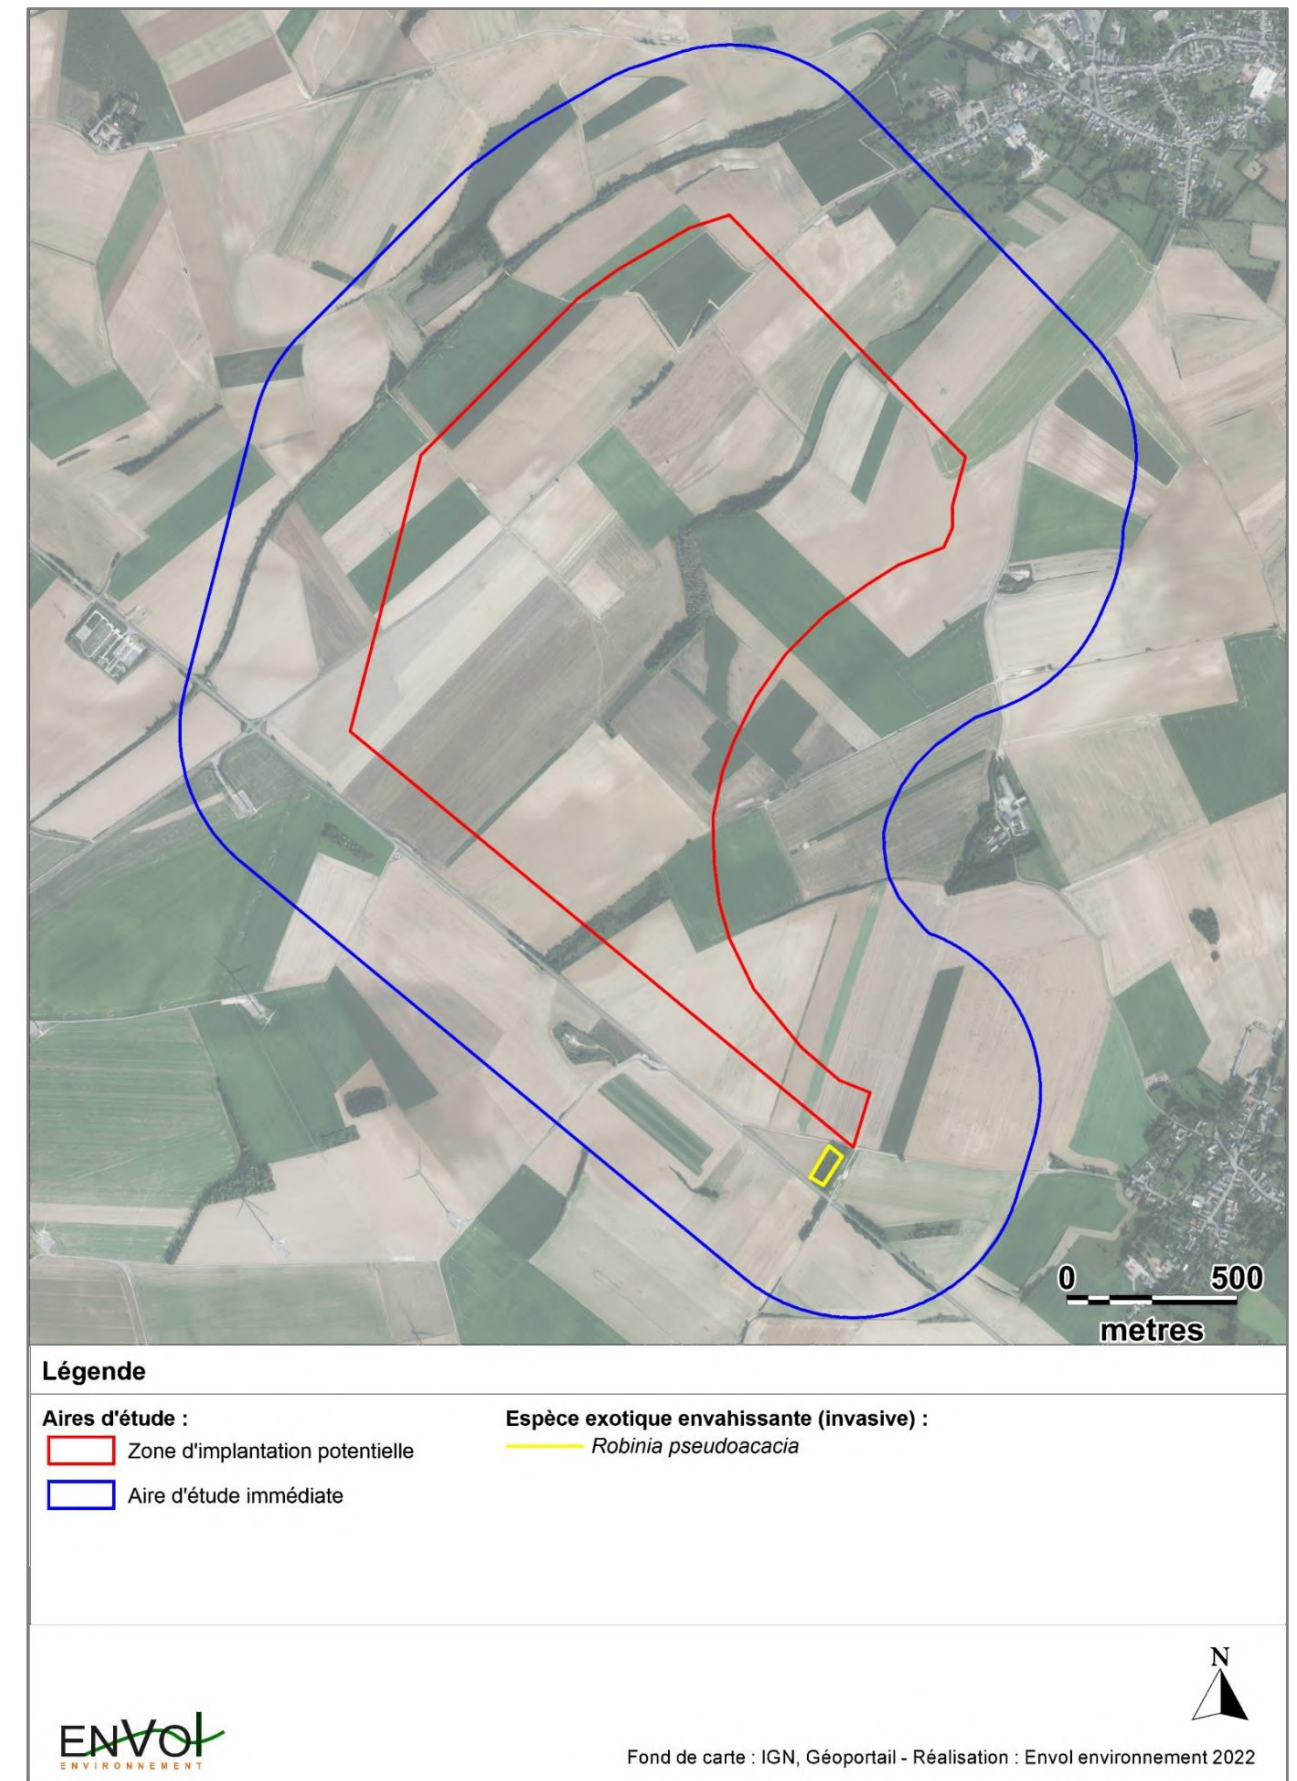 0 500
metres
Légende
Aires d'étude :
Zone d'implantation potentielle
Aire d'étude immédiate
Espèce exotique envahissante (invasive) :
Robinia pseudoacacia
N
ENVOl
ENVIRONNEMENT
Fond de carte : IGN, Géoportail - Réalisation : Envol environnement 2022